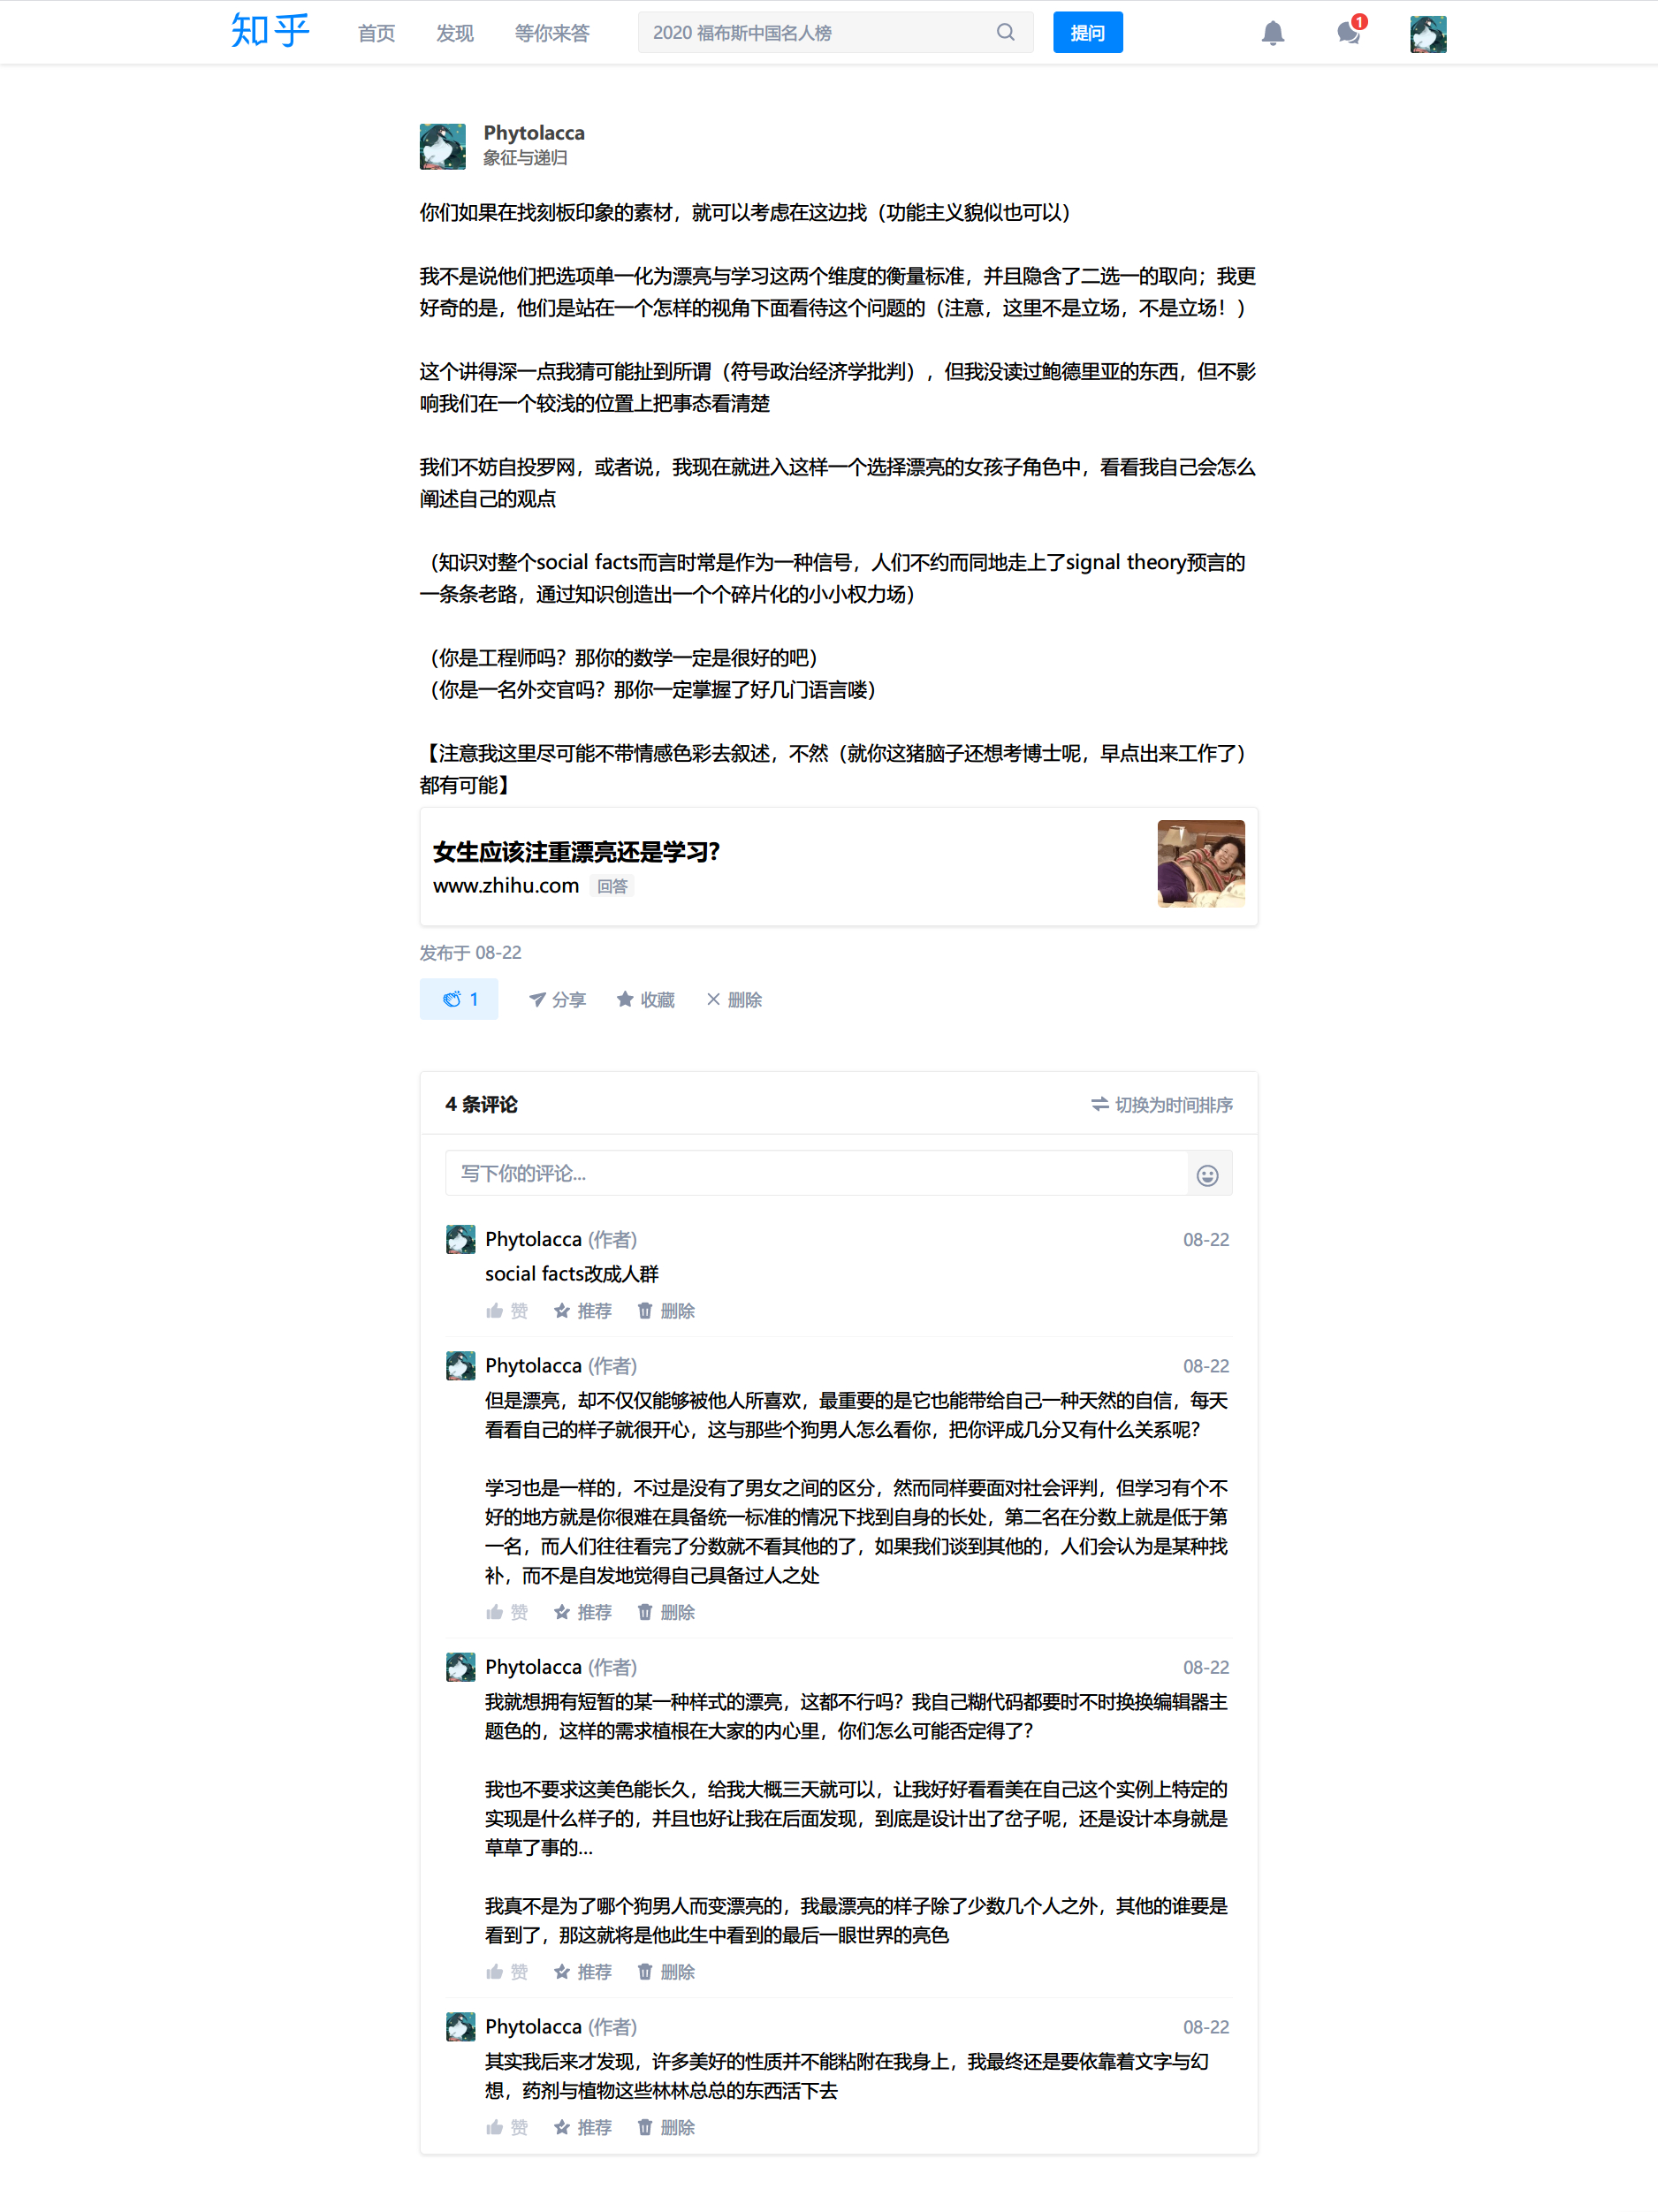 知乎
首页 发现 等你来答 2020 福布斯中国名人榜 提问 1
Phytolacca
象征与递归
你们如果在找刻板印象的素材，就可以考虑在这边找（功能主义貌似也可以）
我不是说他们把选项单一化为漂亮与学习这两个维度的衡量标准，并且隐含了二选一的取向；我更
好奇的是，他们是站在一个怎样的视角下面看待这个问题的（注意，这里不是立场，不是立场！）
这个讲得深一点我猜可能扯到所谓（符号政治经济学批判），但我没读过鲍德里亚的东西，但不影
响我们在一个较浅的位置上把事态看清楚
我们不妨自投罗网，或者说，我现在就进入这样一个选择漂亮的女孩子角色中，看看我自己会怎么
阐述自己的观点
（知识对整个social facts而言时常是作为一种信号，人们不约而同地走上了signal theory预言的
一条条老路，通过知识创造出一个个碎片化的小小权力场）
（你是工程师吗？那你的数学一定是很好的吧）
（你是一名外交官吗？那你一定掌握了好几门语言喽）
【注意我这里尽可能不带情感色彩去叙述，不然（就你这猪脑子还想考博士呢，早点出来工作了）
都有可能】
女生应该注重漂亮还是学习？
www.zhihu.com 回答
发布于 08-22
1 分享 收藏 删除
4 条评论 切换为时间排序
写下你的评论...
Phytolacca (作者) 08-22
social facts改成人群
赞 推荐 删除
Phytolacca (作者) 08-22
但是漂亮，却不仅仅能够被他人所喜欢，最重要的是它也能带给自己一种天然的自信，每天
看看自己的样子就很开心，这与那些个狗男人怎么看你，把你评成几分又有什么关系呢？
学习也是一样的，不过是没有了男女之间的区分，然而同样要面对社会评判，但学习有个不
好的地方就是你很难在具备统一标准的情况下找到自身的长处，第二名在分数上就是低于第
一名，而人们往往看完了分数就不看其他的了，如果我们谈到其他的，人们会认为是某种找
补，而不是自发地觉得自己具备过人之处
赞 推荐 删除
Phytolacca (作者) 08-22
我就想拥有短暂的某一种样式的漂亮，这都不行吗？我自己糊代码都要时不时换换编辑器主
题色的，这样的需求植根在大家的内心里，你们怎么可能否定得了？
我也不要求这美色能长久，给我大概三天就可以，让我好好看看美在自己这个实例上特定的
实现是什么样子的，并且也好让我在后面发现，到底是设计出了岔子呢，还是设计本身就是
草草了事的...
我真不是为了哪个狗男人而变漂亮的，我最漂亮的样子除了少数几个人之外，其他的谁要是
看到了，那这就将是他此生中看到的最后一眼世界的亮色
赞 推荐 删除
Phytolacca (作者) 08-22
其实我后来才发现，许多美好的性质并不能粘附在我身上，我最终还是要依靠着文字与幻
想，药剂与植物这些林林总总的东西活下去
赞 推荐 删除